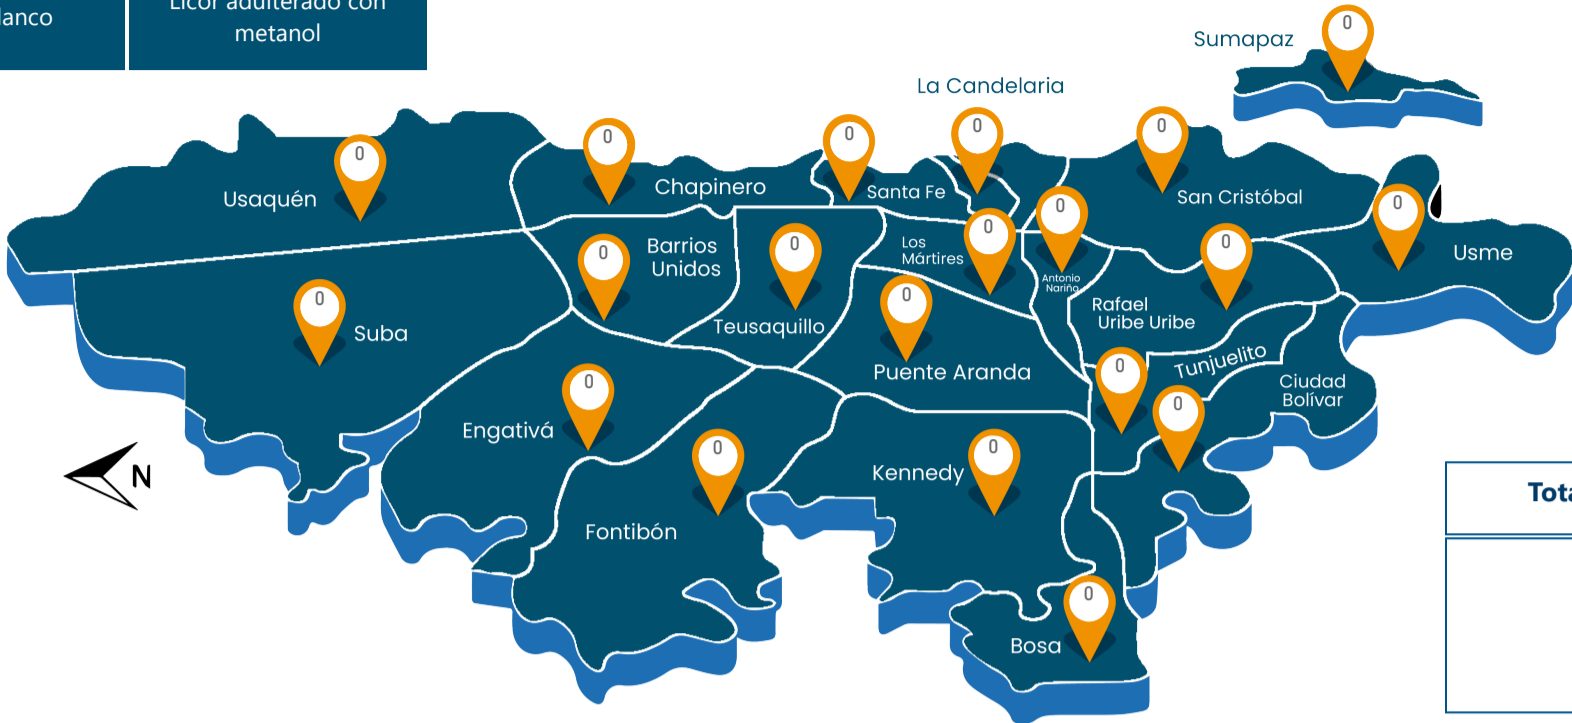 Licor adulterado con
metanol
Sumapaz
0
La Candelaria
0
0
0
0
0
0
Usaquén
Chapinero
Santa Fe
San Cristóbal
0
0
Barrios
Unidos
0
0
Los
Mártires
0
0
Antonio
Nariño
Usme
0
Suba
0
Teusaquillo
Rafael
Uribe Uribe
Puente Aranda
0
Tunjuelito
Ciudad
Bolívar
0
0
Engativá
N
0
Kennedy
0
Fontibón
0
Bosa